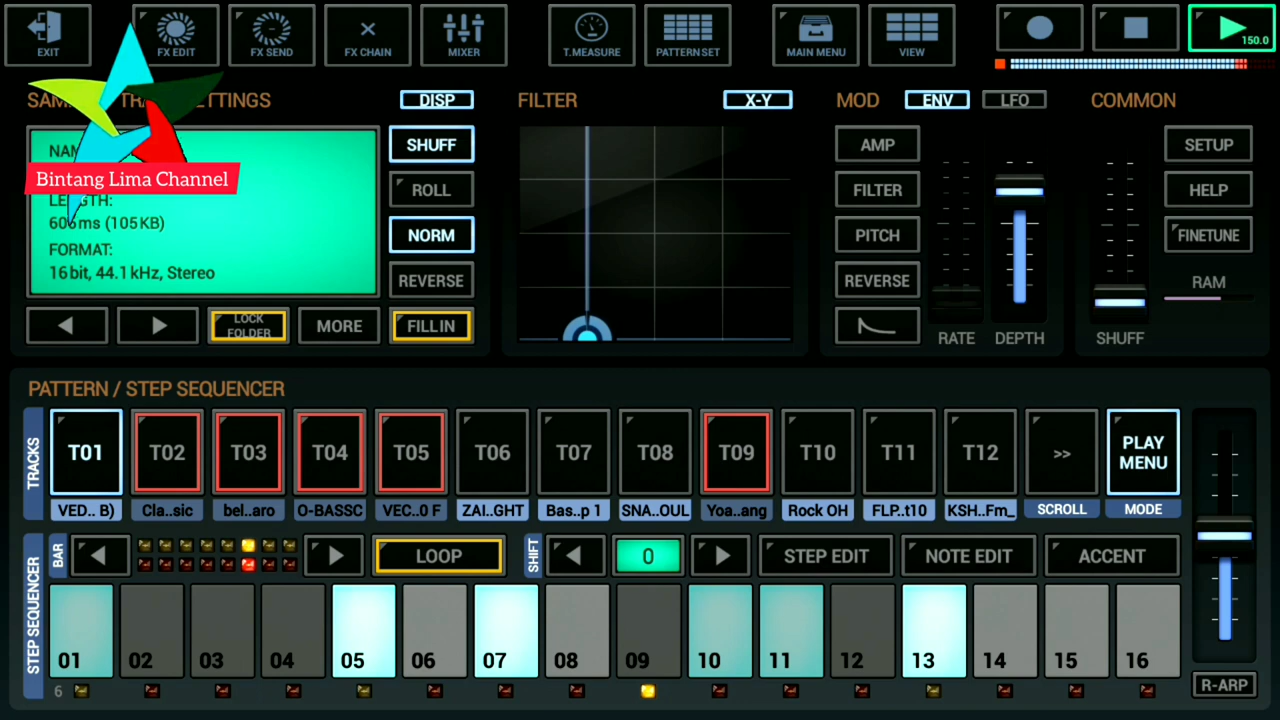 EXIT
FX EDIT
FX SEND
FX CHAIN
MIXER
T.MEASURE
PATTERN SET
MAIN MENU
VIEW
150.0
DISP
FILTER
X-Y
MOD
ENV
LFO
COMMON
SHUFF
ROLL
NORM
REVERSE
Bintang Lima Channel
LENGTH:
606ms (105KB)
FORMAT:
16bit, 44.1kHz, Stereo
LOCK
FOLDER
MORE
FILL IN
AMP
FILTER
PITCH
REVERSE
RATE
DEPTH
SHUFF
SETUP
HELP
FINETUNE
RAM
PATTERN / STEP SEQUENCER
TRACKS
T01
T02
T03
T04
T05
T06
T07
T08
T09
T10
T11
T12
>>
PLAY
MENU
VED.. B)
Cla..sic
bel..aro
O-BASSC
VEC..0 F
ZAI..GHT
Bas..p 1
SNA..OUL
Yoa..ang
Rock OH
FLP..t10
KSH..Fm_
SCROLL
MODE
BAR
LOOP
SHIFT
0
STEP EDIT
NOTE EDIT
ACCENT
STEP SEQUENCER
01
02
03
04
05
06
07
08
09
10
11
12
13
14
15
16
6
R-ARP